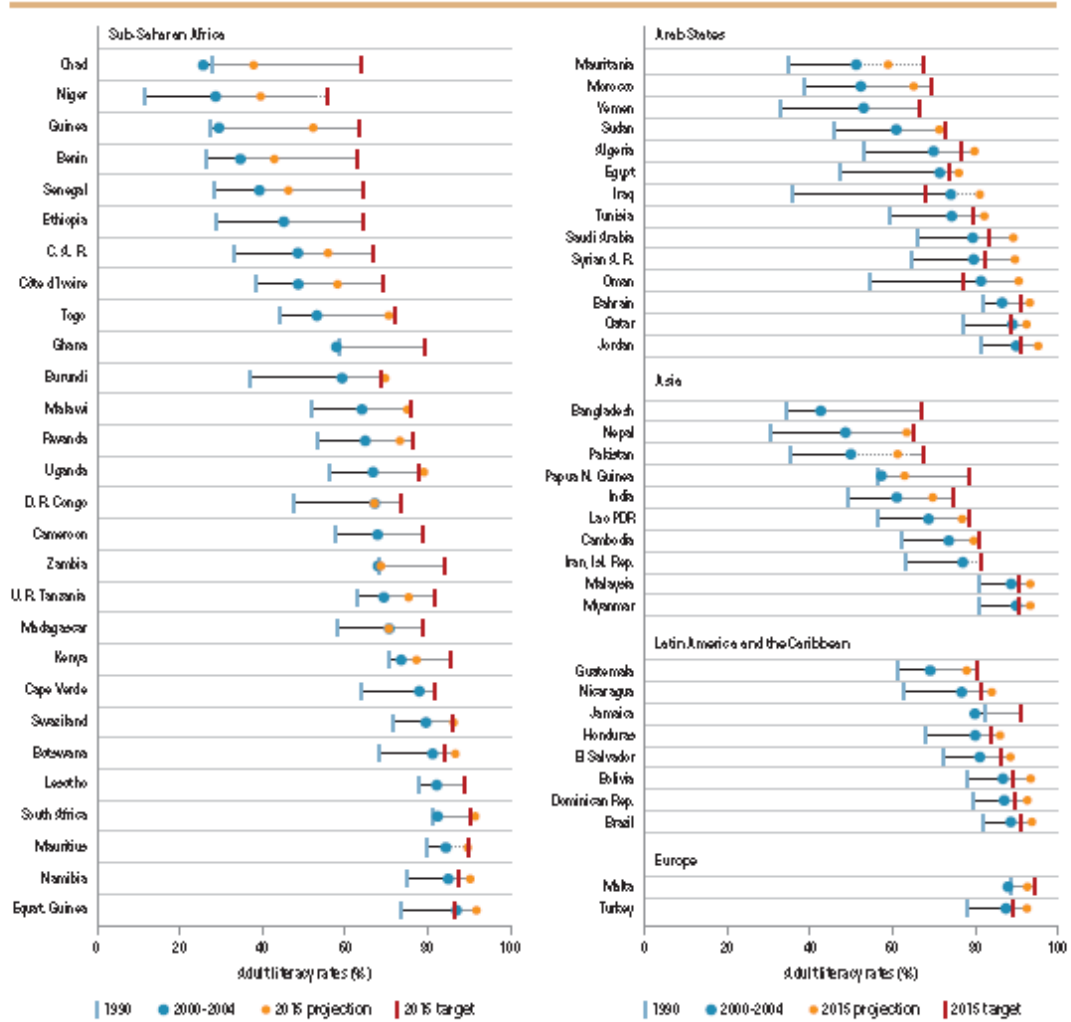 Sub-Saharan Africa
Chad
Niger
Guinea
Benin
Senegal
Ethiopia
C. A. R.
Côte d'Ivoire
Togo
Ghana
Burundi
Malawi
Rwanda
Uganda
D. R. Congo
Cameroon
Zambia
U. R. Tanzania
Madagascar
Kenya
Cape Verde
Swaziland
Botswana
Lesotho
South Africa
Mauritius
Namibia
Equat. Guinea
0 20 40 60 80 100
Adult literacy rates (%)
1990 2000-2004 2015 projection 2015 target
Arab States
Mauritania
Morocco
Yemen
Sudan
Algeria
Egypt
Iraq
Tunisia
Saudi Arabia
Syrian A. R.
Oman
Bahrain
Qatar
Jordan
Asia
Bangladesh
Nepal
Pakistan
Papua N. Guinea
India
Lao PDR
Cambodia
Iran, Isl. Rep.
Malaysia
Myanmar
Latin America and the Caribbean
Guatemala
Nicaragua
Jamaica
Honduras
El Salvador
Bolivia
Dominican Rep.
Brazil
Europe
Malta
Turkey
0 20 40 60 80 100
Adult literacy rates (%)
1990 2000-2004 2015 projection 2015 target